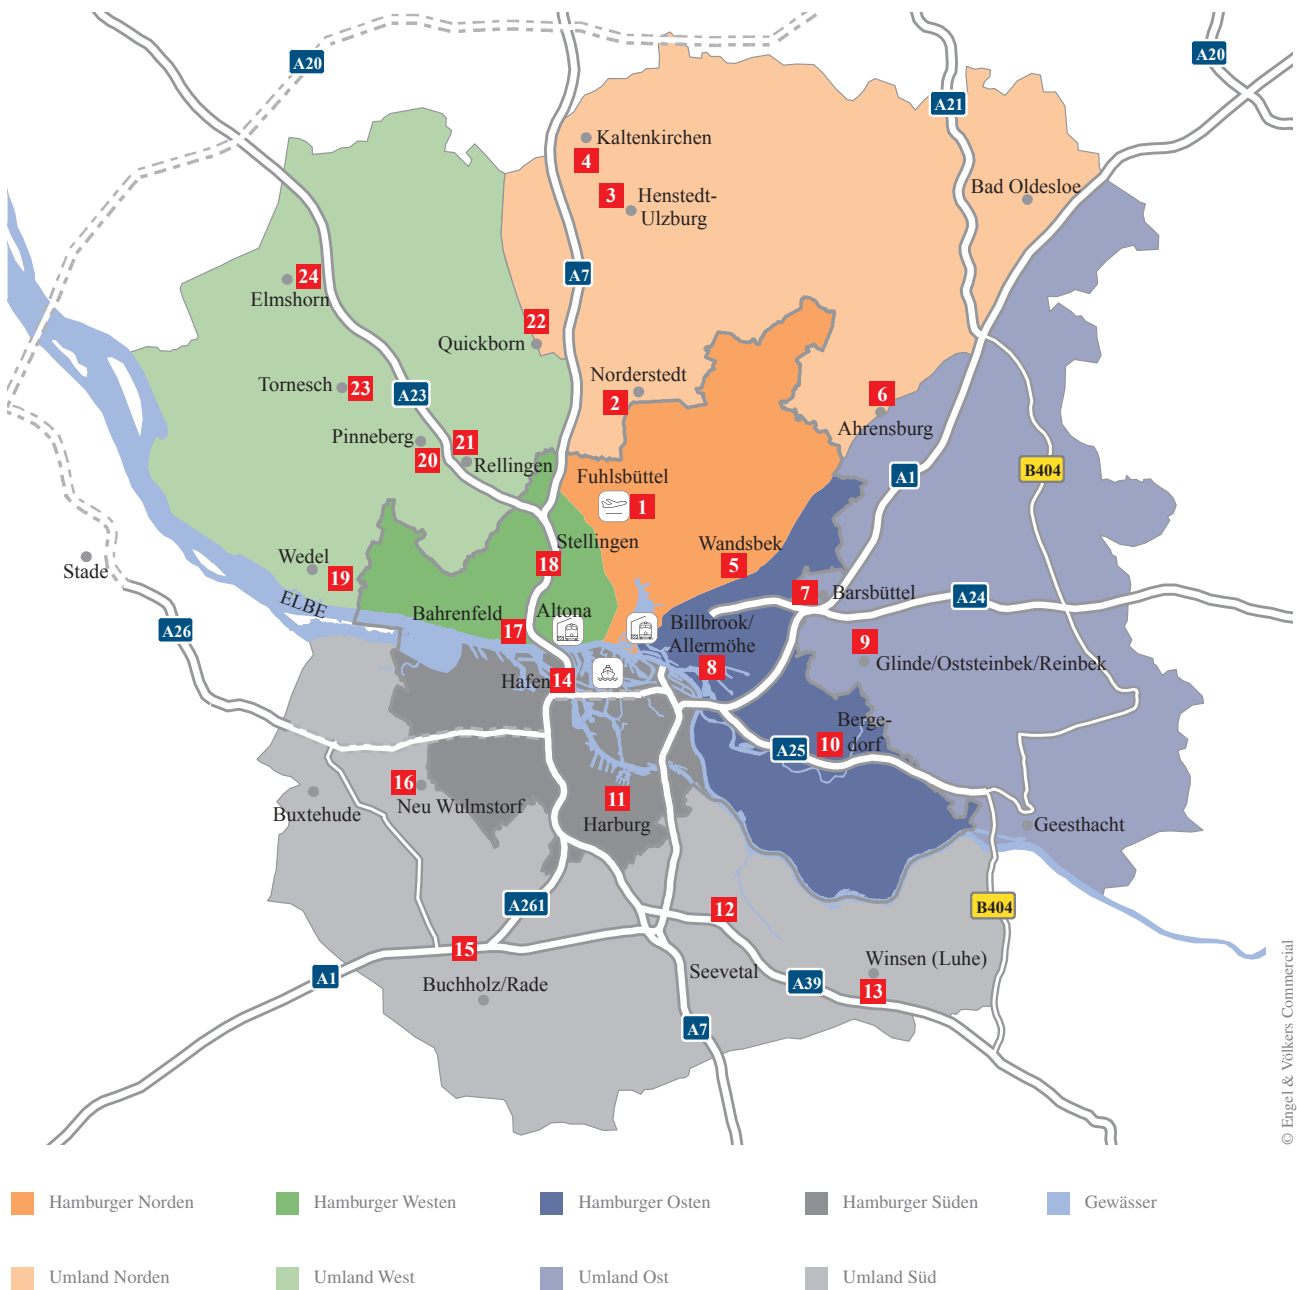 A20
A20
A21
Kaltenkirchen
4
3
Henstedt-
Ulzburg
Bad Oldesloe
24
Elmshorn
A7
22
Quickborn
Norderstedt
2
Tornesch
23
A23
6
Ahrensburg
Pinneberg
20
21
Rellingen
Fuhlsbüttel
1
A1
B404
Stade
Wedel
19
ELBE
Stellingen
18
Wandsbek
5
7
Barsbüttel
A24
A26
Bahrenfeld
17
Altona
Billbrook/
Allermöhe
8
9
Glinde/Oststeinbek/Reinbek
Hafen
14
Berge-
dorf
10
A25
16
Neu Wulmstorf
Buxtehude
11
Harburg
Geesthacht
A261
12
B404
15
Buchholz/Rade
A1
Seevetal
A39
Winsen (Luhe)
13
A7
© Engel & Völkers Commercial
Hamburger Norden
Hamburger Westen
Hamburger Osten
Hamburger Süden
Gewässer
Umland Norden
Umland West
Umland Ost
Umland Süd